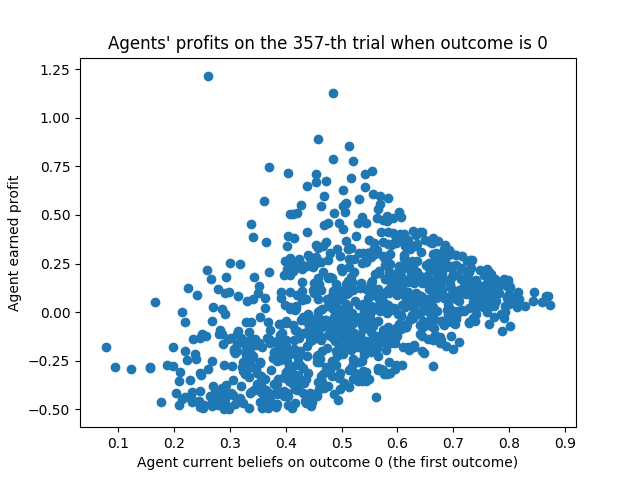 Agents' profits on the 357-th trial when outcome is 0
1.25
1.00
0.75
0.50
0.25
0.00
−0.25
−0.50
Agent earned profit
0.1 0.2 0.3 0.4 0.5 0.6 0.7 0.8 0.9
Agent current beliefs on outcome 0 (the first outcome)